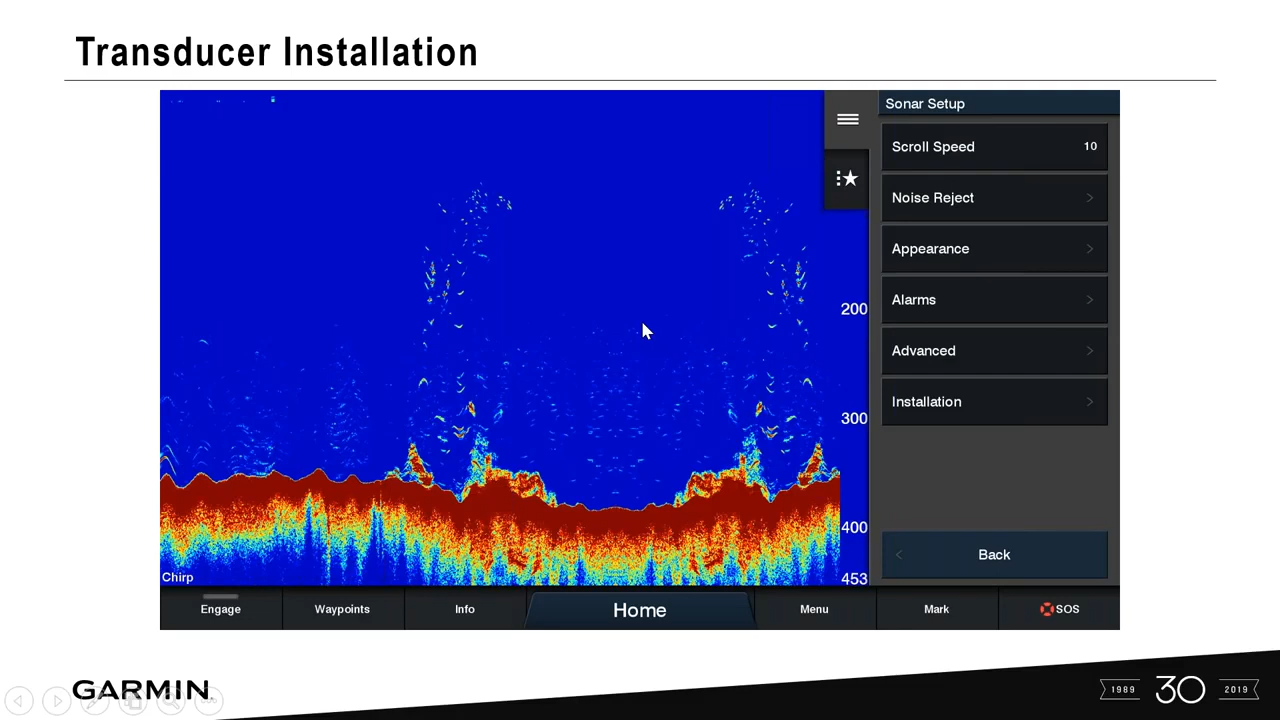 Transducer Installation
Sonar Setup
Scroll Speed 10
Noise Reject
Appearance
Alarms
Advanced
Installation
Back
200
300
400
453
Chirp
Engage
Waypoints
Info
Home
Menu
Mark
SOS
GARMIN.
1989 30 2019